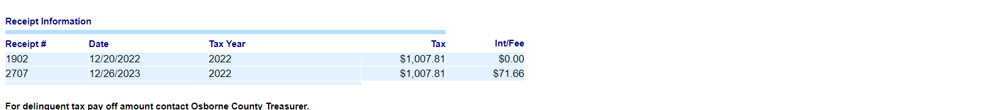 Receipt Information
Receipt # Date Tax Year Tax Int/Fee
1902 12/20/2022 2022 $1,007.81 $0.00
2707 12/26/2023 2022 $1,007.81 $71.66
For delinquent tax pay off amount contact Osborne County Treasurer.